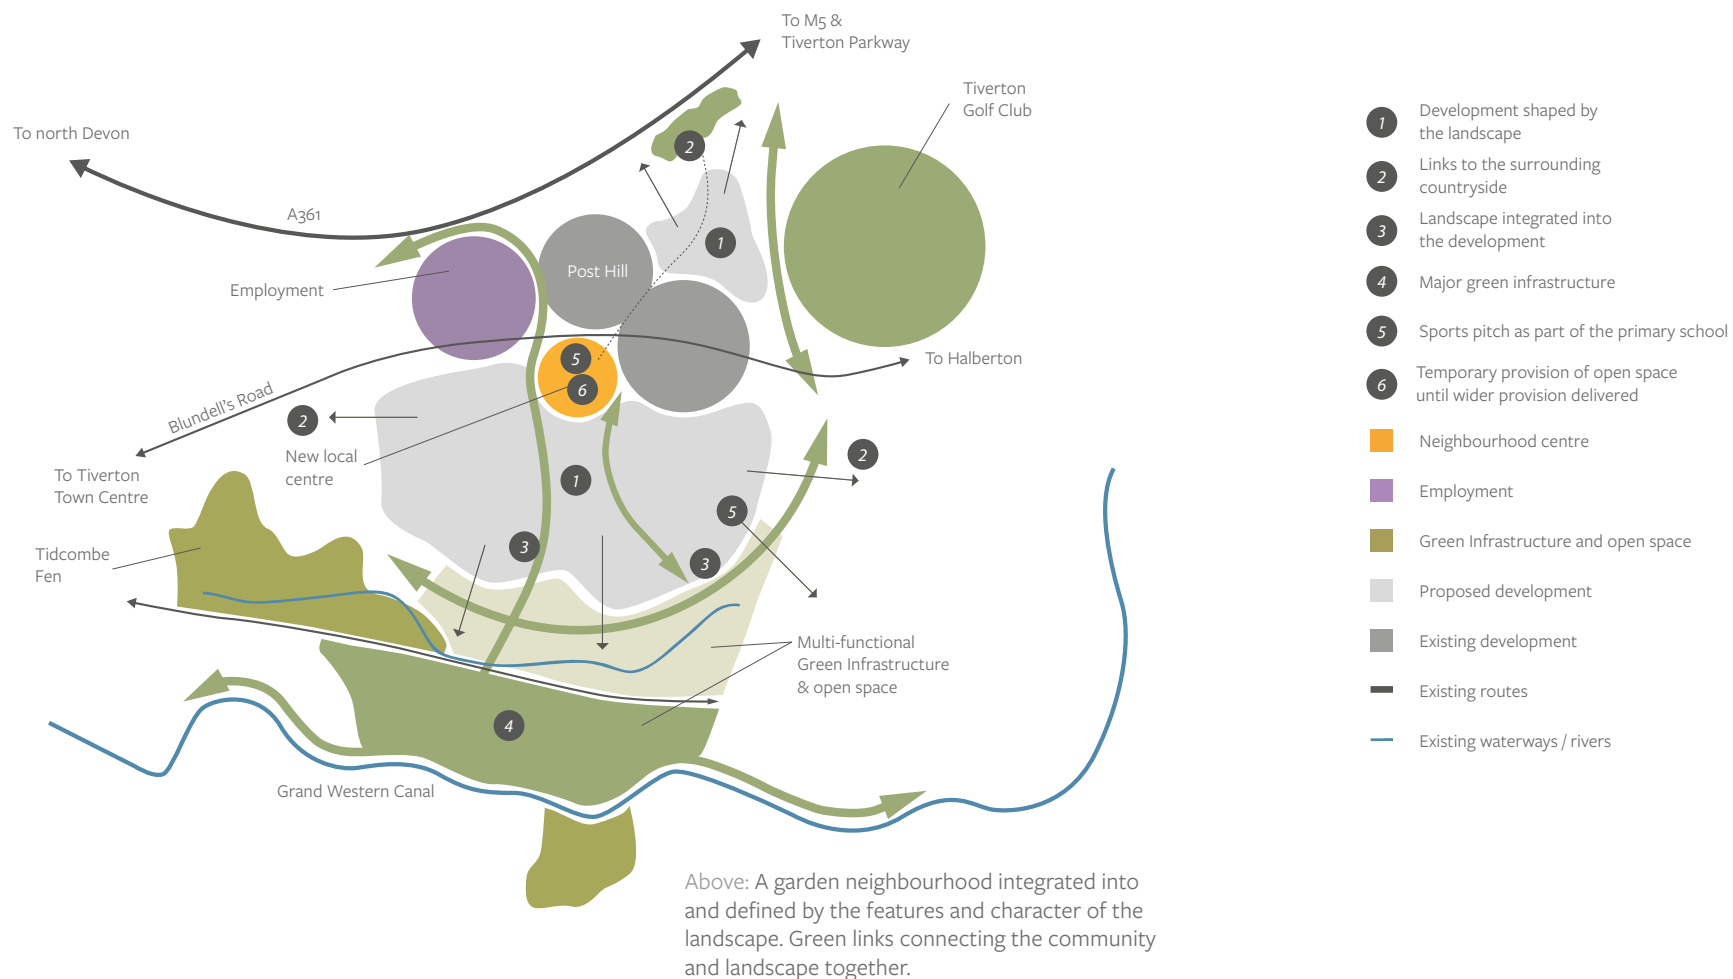 To M5 &
Tiverton Parkway
Tiverton
Golf Club
To north Devon
A361
2
1
Post Hill
Employment
5
6
To Halberton
Blundell's Road
2
New local
centre
2
To Tiverton
Town Centre
1
5
3
3
Tidcombe
Fen
Multi-functional
Green Infrastructure
& open space
4
Grand Western Canal
1 Development shaped by
the landscape
2 Links to the surrounding
countryside
3 Landscape integrated into
the development
4 Major green infrastructure
5 Sports pitch as part of the primary school
6 Temporary provision of open space
until wider provision delivered
Neighbourhood centre
Employment
Green Infrastructure and open space
Proposed development
Existing development
Existing routes
Existing waterways / rivers
Above: A garden neighbourhood integrated into
and defined by the features and character of the
landscape. Green links connecting the community
and landscape together.